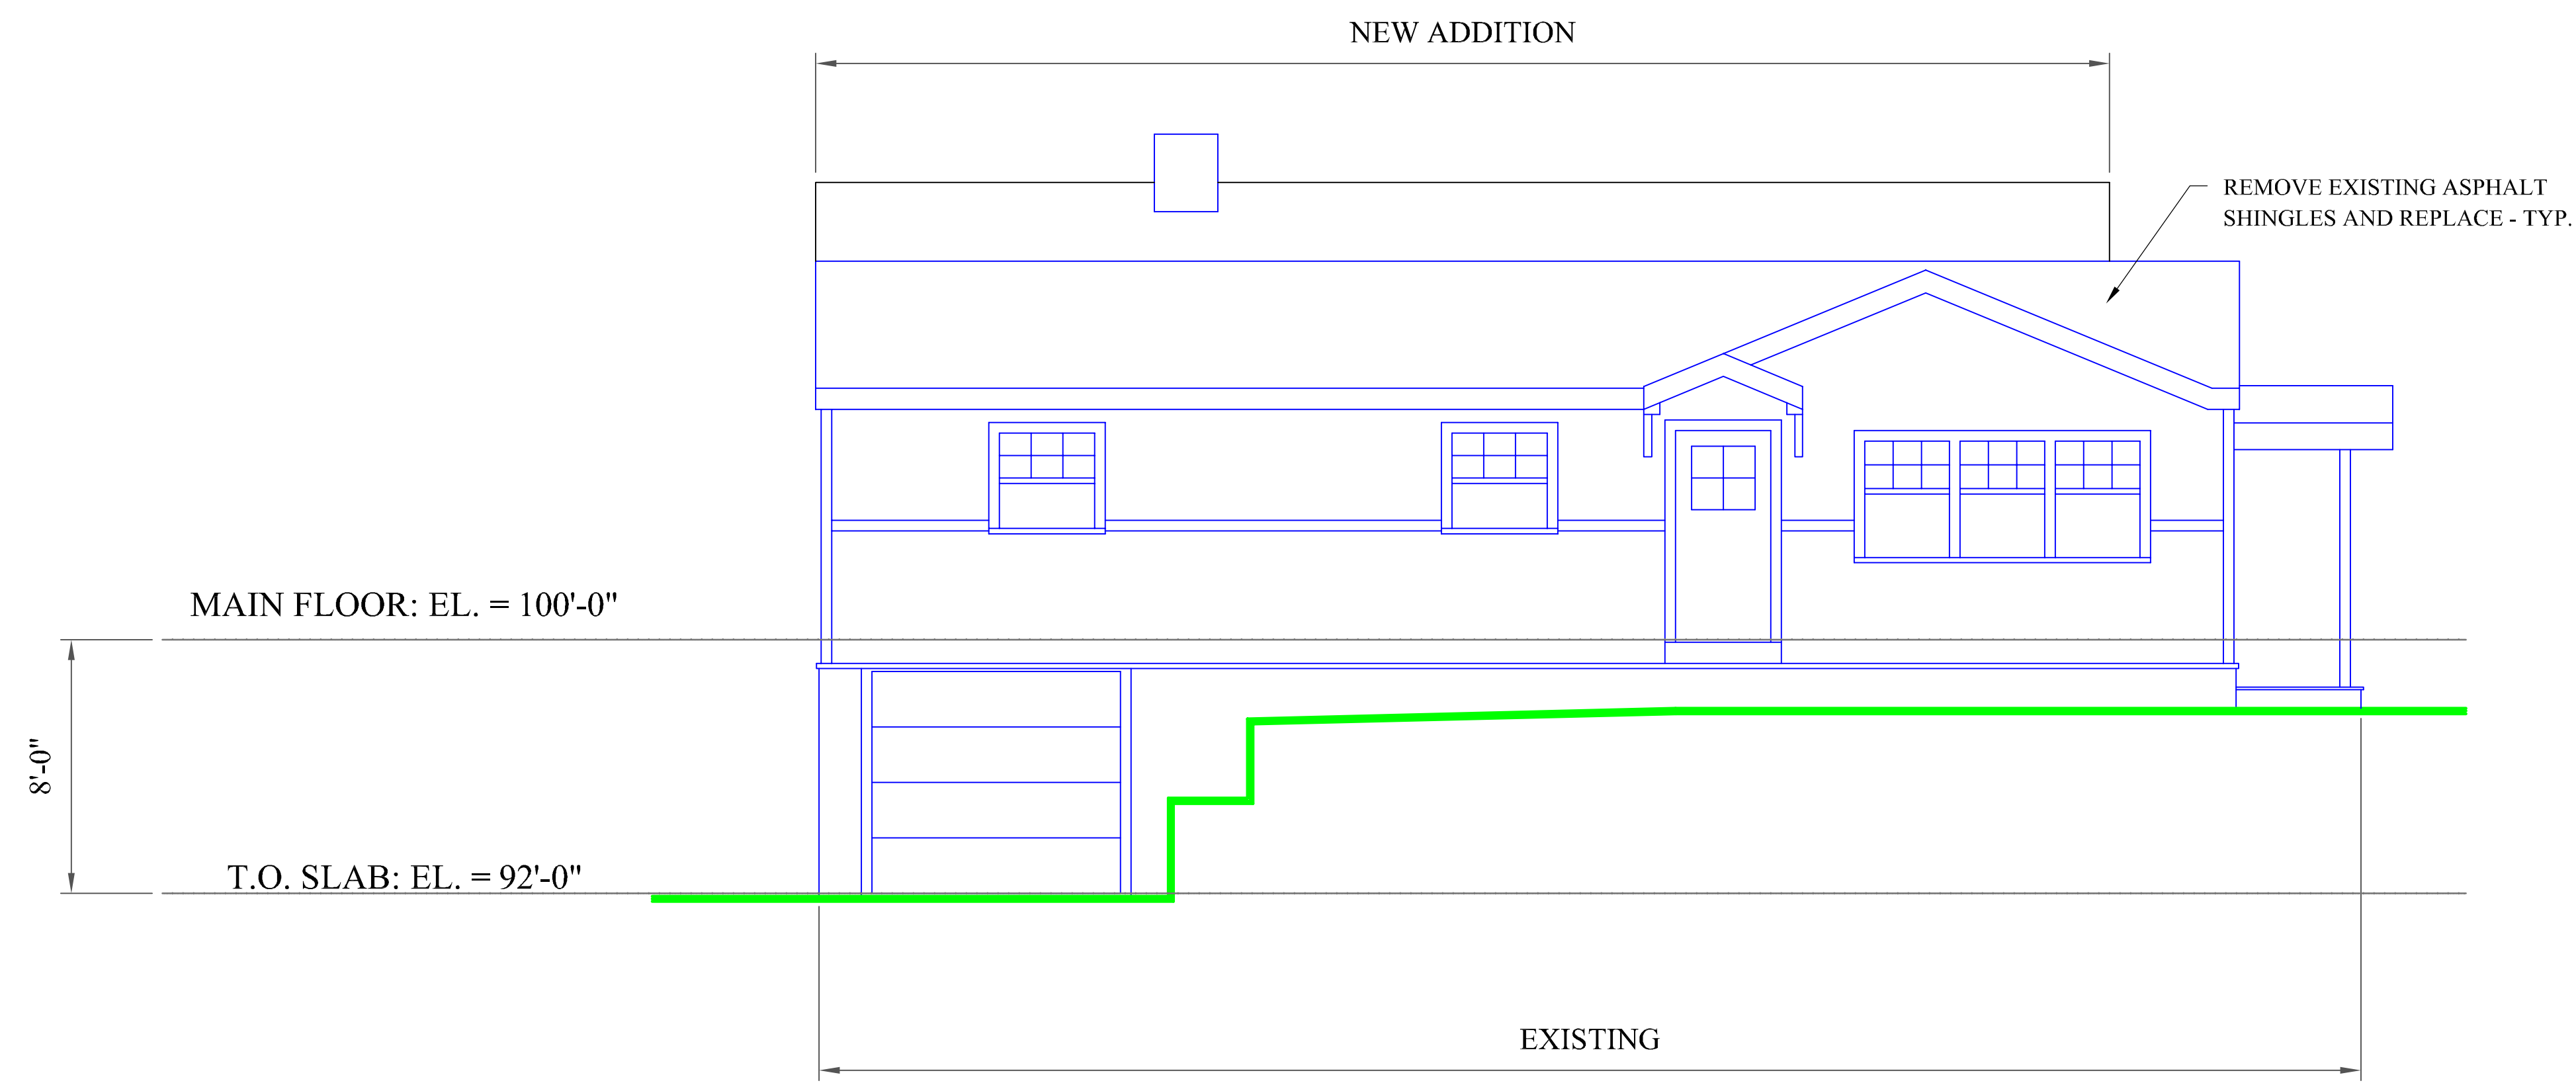 NEW ADDITION
REMOVE EXISTING ASPHALT
SHINGLES AND REPLACE - TYP.
MAIN FLOOR: EL. = 100'-0"
8'-0"
T.O. SLAB: EL. = 92'-0"
EXISTING